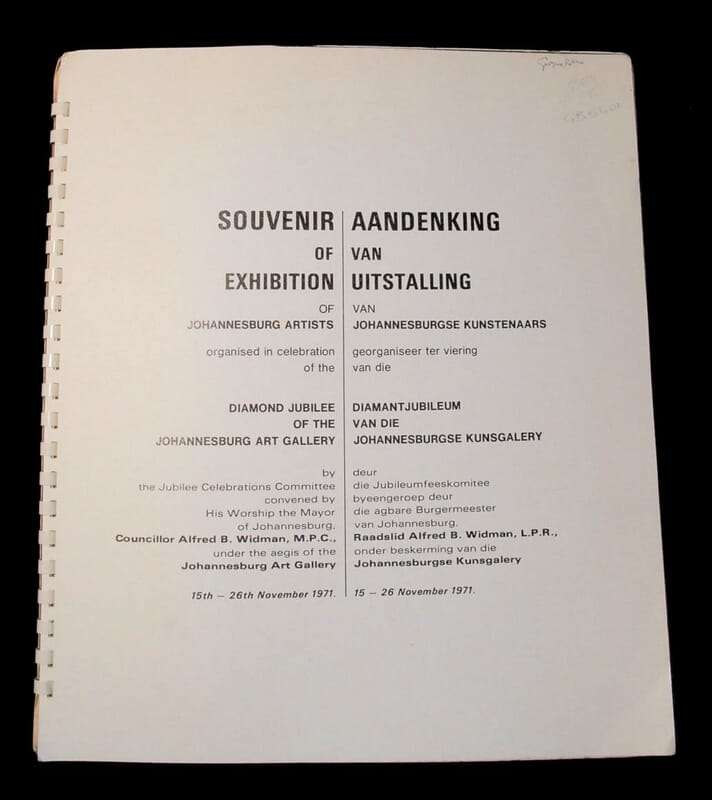 SOUVENIR
OF
EXHIBITION
OF
JOHANNESBURG ARTISTS
organised in celebration
of the
DIAMOND JUBILEE
OF THE
JOHANNESBURG ART GALLERY
by
the Jubilee Celebrations Committee
convened by
His Worship the Mayor
of Johannesburg.
Councillor Alfred B. Widman, M.P.C.,
under the aegis of the
Johannesburg Art Gallery
15th – 26th November 1971.
AANDENKING
VAN
UITSTALLING
VAN
JOHANNESBURGSE KUNSTENAARS
georganiseer ter viering
van die
DIAMANTJUBILEUM
VAN DIE
JOHANNESBURGSE KUNSGALERY
deur
die Jubileumfeeskomitee
byeengeroep deur
die agbare Burgermeester
van Johannesburg.
Raadslid Alfred B. Widman, L.P.R.,
onder beskerming van die
Johannesburgse Kunsgalery
15 – 26 November 1971.